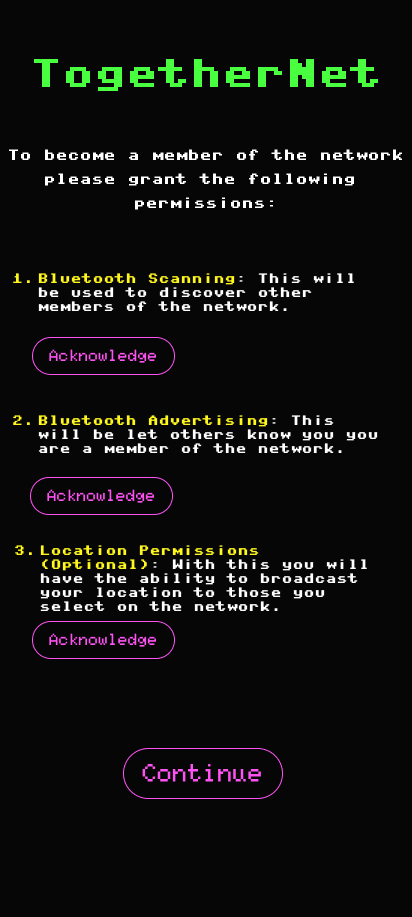 TogetherNet
To become a member of the network
please grant the following
permissions:
1. Bluetooth Scanning: This will
be used to discover other
members of the network.
Acknowledge
2. Bluetooth Advertising: This
will be let others know you you
are a member of the network.
Acknowledge
3. Location Permissions
(Optional): With this you will
have the ability to broadcast
your location to those you
select on the network.
Acknowledge
Continue